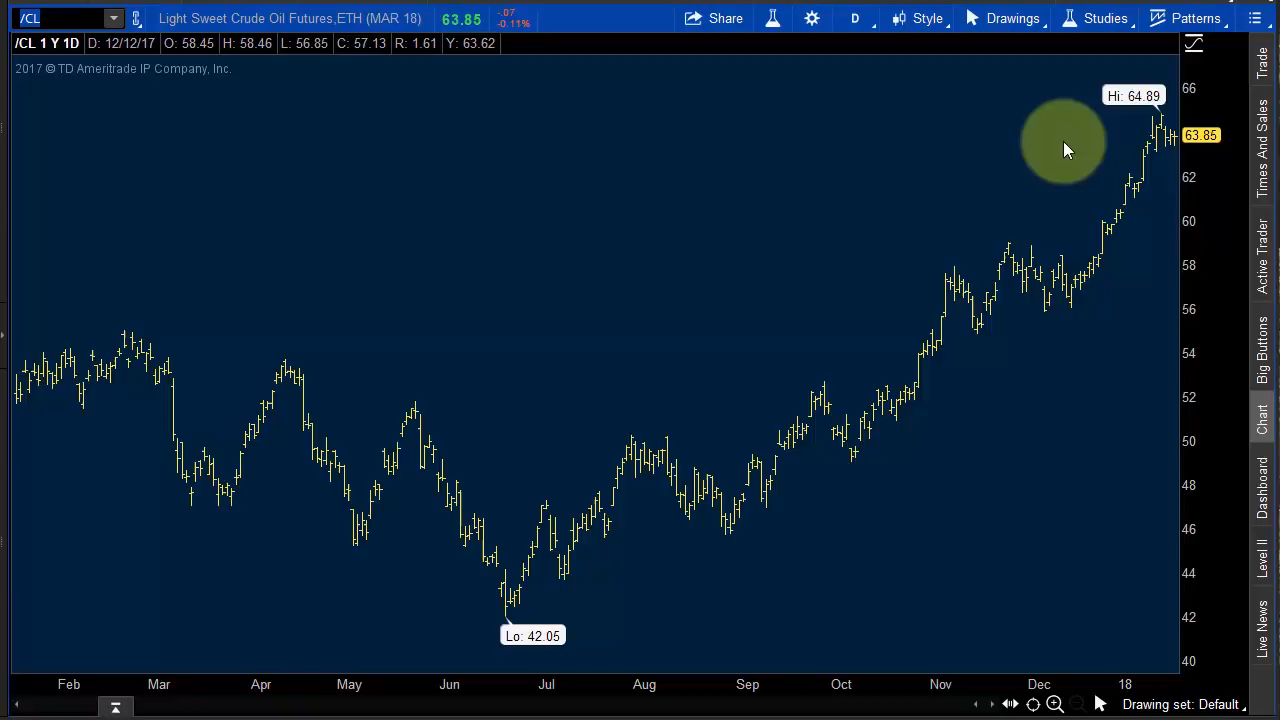 /CL Light Sweet Crude Oil Futures,ETH (MAR 18) 63.85 -.07 -0.11% Share D Style Drawings Studies Patterns
/CL 1 Y 1D D: 12/12/17 O: 58.45 H: 58.46 L: 56.85 C: 57.13 R: 1.61 Y: 63.62
2017 © TD Ameritrade IP Company, Inc.
66
Hi: 64.89
63.85
62
60
58
56
54
52
50
48
46
44
42
Lo: 42.05
40
Feb Mar Apr May Jun Jul Aug Sep Oct Nov Dec 18
Drawing set: Default
Trade
Times And Sales
Active Trader
Big Buttons
Chart
Dashboard
Level II
Live News